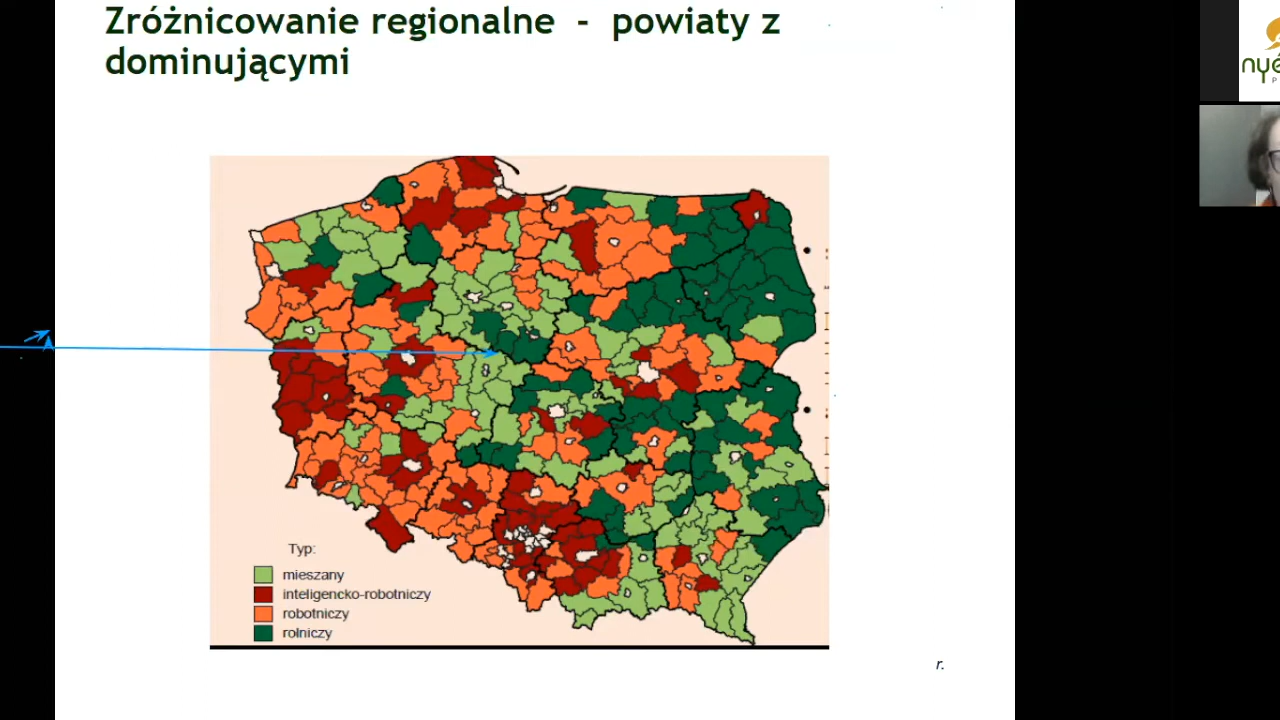 Zróżnicowanie regionalne - powiaty z
dominującymi
Typ:
mieszany
inteligencko-robotniczy
robotniczy
rolniczy
r.